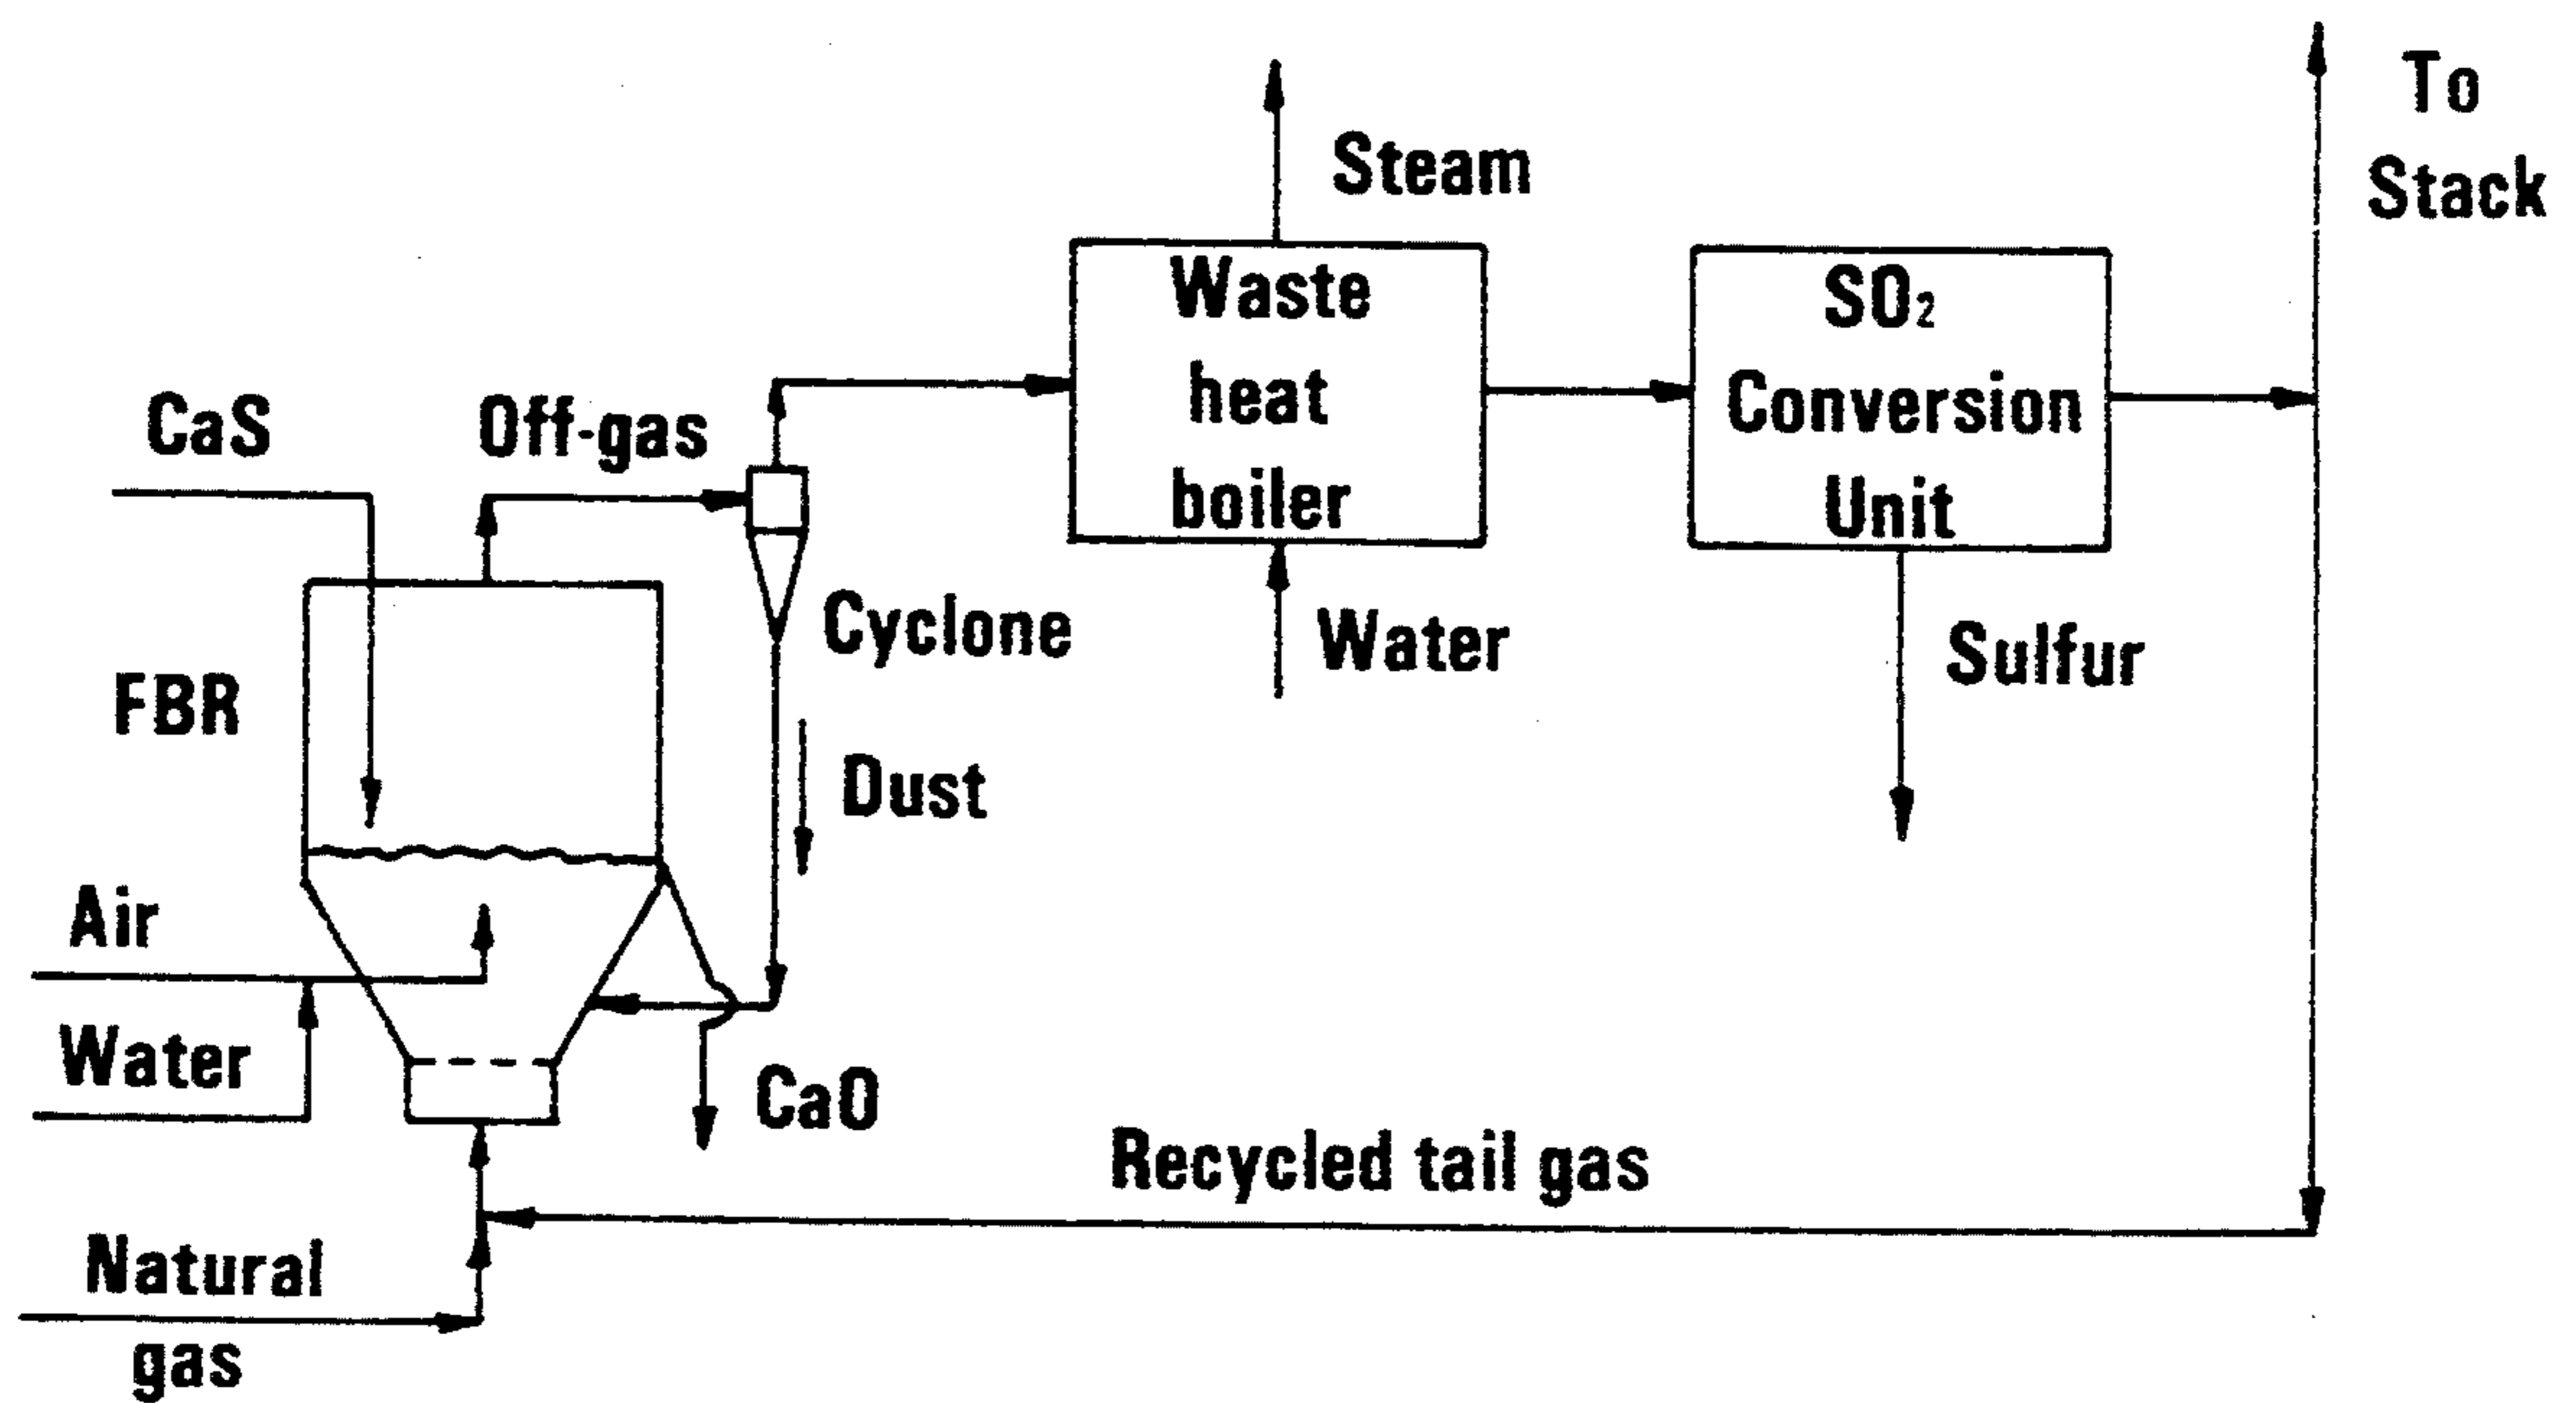 To
Stack
Steam
Waste
heat
boiler
SO₂
Conversion
Unit
CaS
Off-gas
Cyclone
Water
Sulfur
FBR
Dust
Air
Water
CaO
Recycled tail gas
Natural
gas